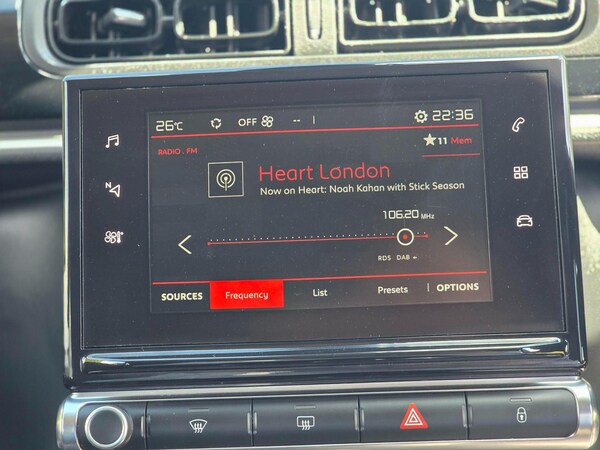 26°C OFF -- 22:36
RADIO . FM
11 Mem
Heart London
Now on Heart: Noah Kahan with Stick Season
106.20 MHz
RDS DAB
N
SOURCES Frequency List Presets OPTIONS